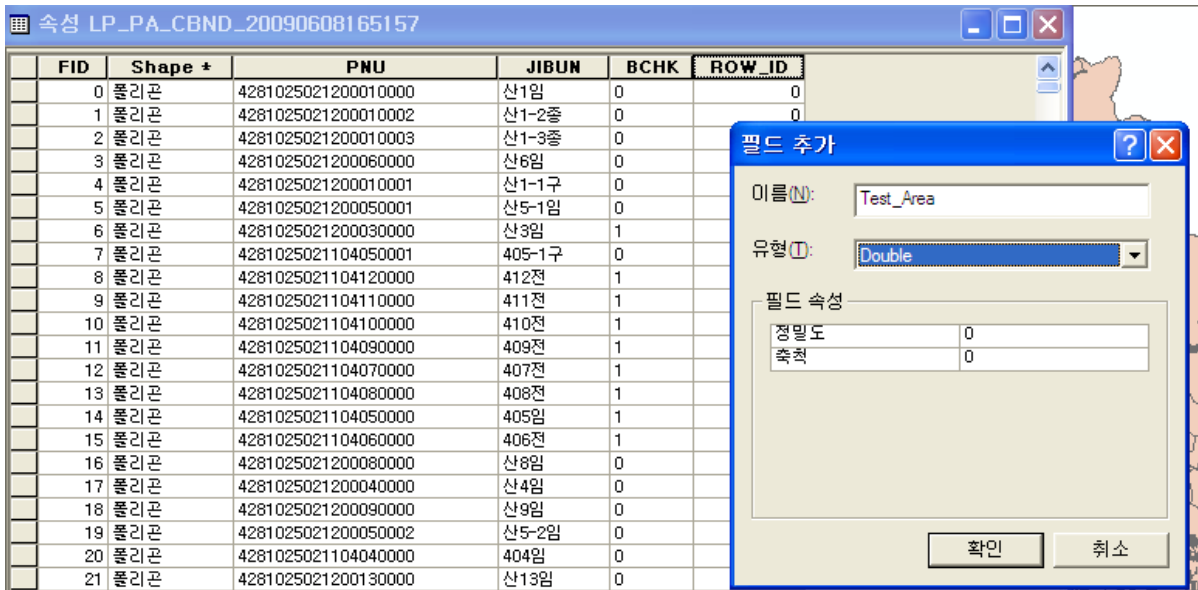 속성 LP_PA_CBND_20090608165157
FID Shape * PNU JIBUN BCHK ROW_ID
0 폴리곤 4281025021200010000 산1임 0 0
1 폴리곤 4281025021200010002 산1-2종 0 0
2 폴리곤 4281025021200010003 산1-3종 0
3 폴리곤 4281025021200060000 산6임 0
4 폴리곤 4281025021200010001 산1-1구 0
5 폴리곤 4281025021200050001 산5-1임 0
6 폴리곤 4281025021200030000 산3임 1
7 폴리곤 4281025021104050001 405-1구 0
8 폴리곤 4281025021104120000 412전 1
9 폴리곤 4281025021104110000 411전 1
10 폴리곤 4281025021104100000 410전 1
11 폴리곤 4281025021104090000 409전 1
12 폴리곤 4281025021104070000 407전 1
13 폴리곤 4281025021104080000 408전 1
14 폴리곤 4281025021104050000 405임 1
15 폴리곤 4281025021104060000 406전 1
16 폴리곤 4281025021200080000 산8임 0
17 폴리곤 4281025021200040000 산4임 0
18 폴리곤 4281025021200090000 산9임 0
19 폴리곤 4281025021200050002 산5-2임 0
20 폴리곤 4281025021104040000 404임 0
21 폴리곤 4281025021200130000 산13임 0
필드 추가
이름(N): Test_Area
유형(T): Double
필드 속성
정밀도 0
축척 0
확인 취소